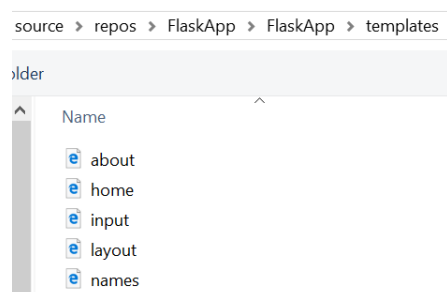 source > repos > FlaskApp > FlaskApp > templates
older
Name
about
home
input
layout
names